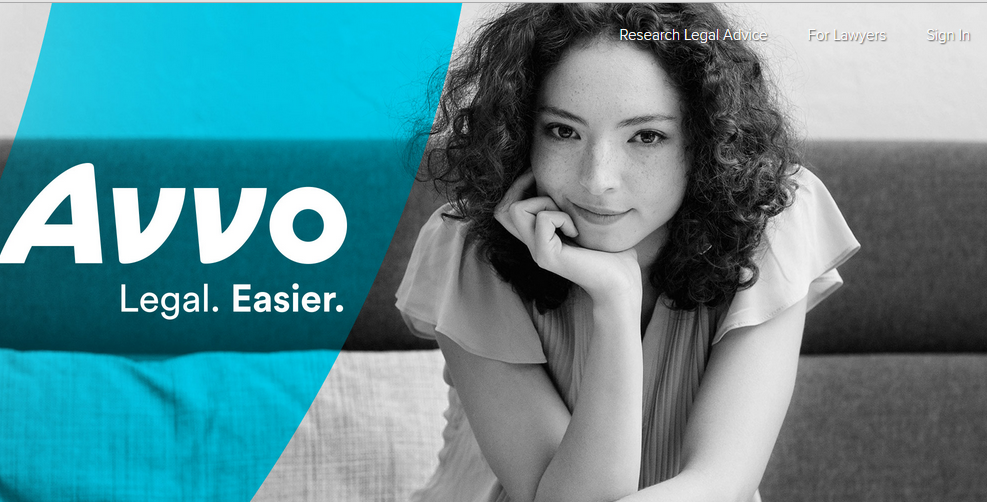 Research Legal Advice For Lawyers Sign In
Avvo
Legal. Easier.